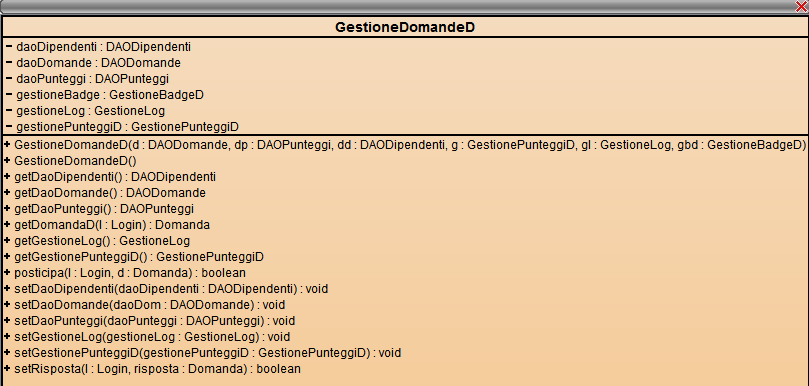 GestioneDomandeD
- daoDipendenti : DAODipendenti
- daoDomande : DAODomande
- daoPunteggi : DAOPunteggi
- gestioneBadge : GestioneBadgeD
- gestioneLog : GestioneLog
- gestionePunteggiD : GestionePunteggiD
+ GestioneDomandeD(d : DAODomande, dp : DAOPunteggi, dd : DAODipendenti, g : GestionePunteggiD, gl : GestioneLog, gbd : GestioneBadgeD)
+ GestioneDomandeD()
+ getDaoDipendenti() : DAODipendenti
+ getDaoDomande() : DAODomande
+ getDaoPunteggi() : DAOPunteggi
+ getDomandaD(l : Login) : Domanda
+ getGestioneLog() : GestioneLog
+ getGestionePunteggiD() : GestionePunteggiD
+ posticipa(l : Login, d : Domanda) : boolean
+ setDaoDipendenti(daoDipendenti : DAODipendenti) : void
+ setDaoDomande(daoDom : DAODomande) : void
+ setDaoPunteggi(daoPunteggi : DAOPunteggi) : void
+ setGestioneLog(gestioneLog : GestioneLog) : void
+ setGestionePunteggiD(gestionePunteggiD : GestionePunteggiD) : void
+ setRisposta(l : Login, risposta : Domanda) : boolean